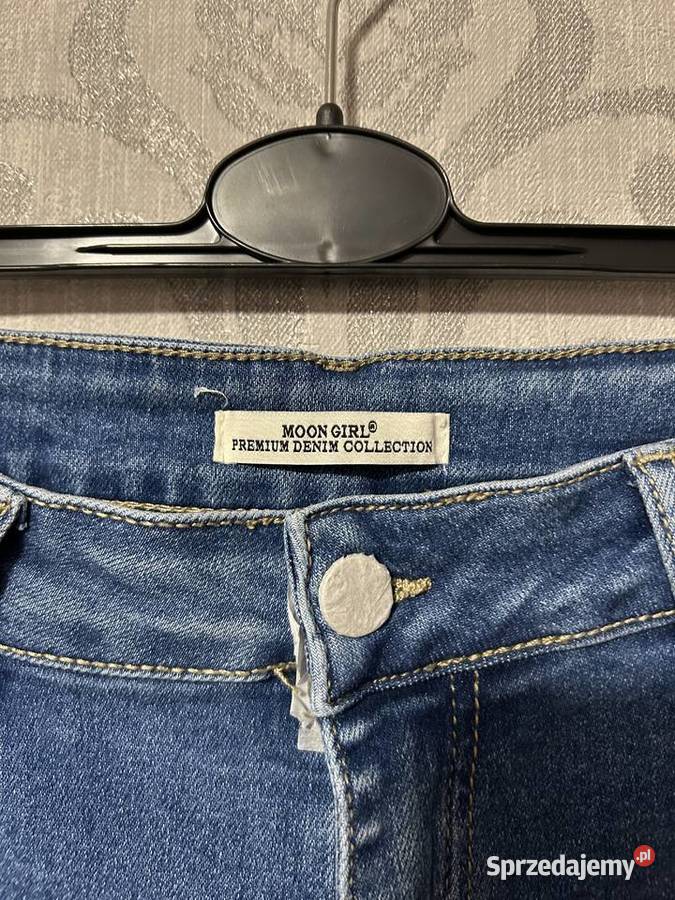 MOON GIRL®
PREMIUM DENIM COLLECTION
Sprzedajemy.pl